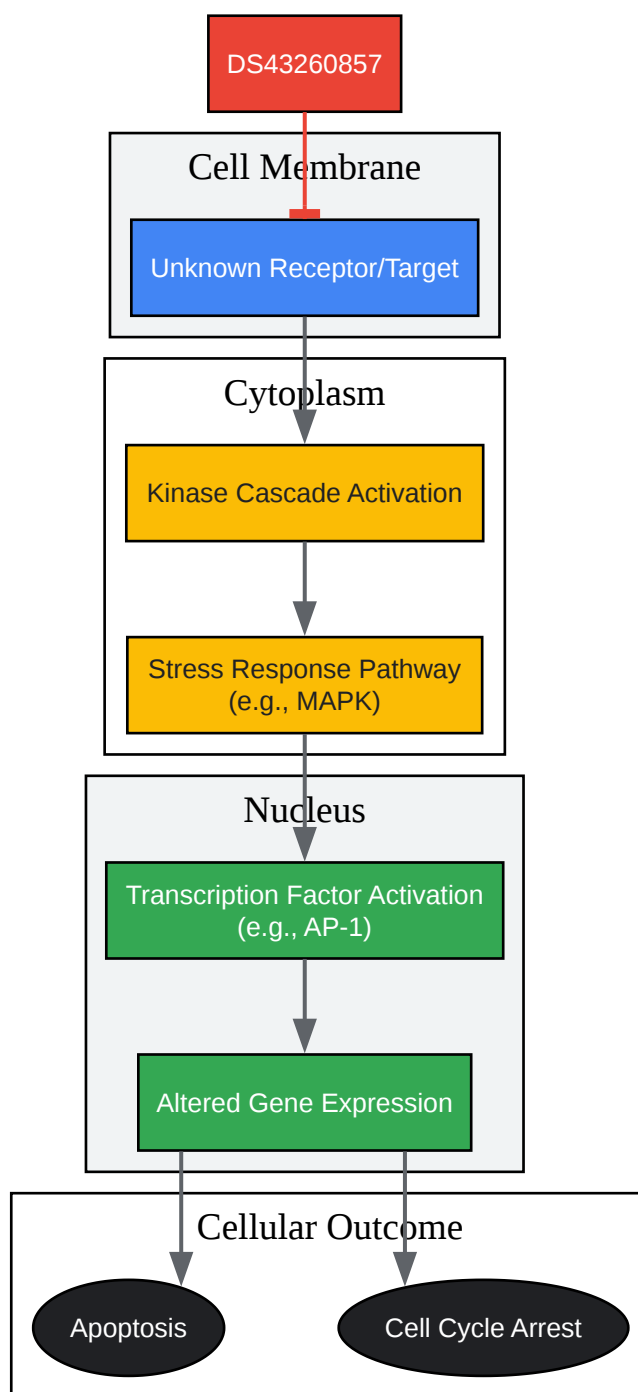 DS43260857
Cell Membrane
Unknown Receptor/Target
Cytoplasm
Kinase Cascade Activation
Stress Response Pathway
(e.g., MAPK)
Nucleus
Transcription Factor Activation
(e.g., AP-1)
Altered Gene Expression
Cellular Outcome
Apoptosis
Cell Cycle Arrest